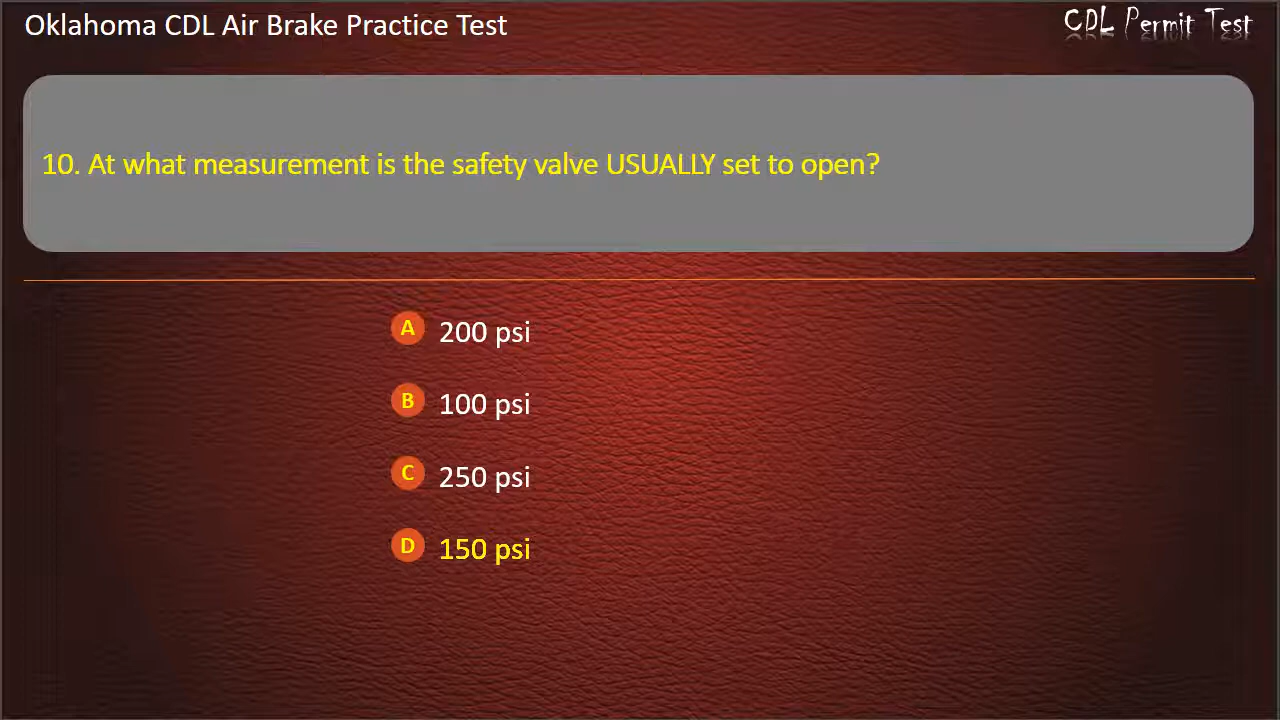 Oklahoma CDL Air Brake Practice Test
CDL Permit Test
10. At what measurement is the safety valve USUALLY set to open?
A 200 psi
B 100 psi
C 250 psi
D 150 psi